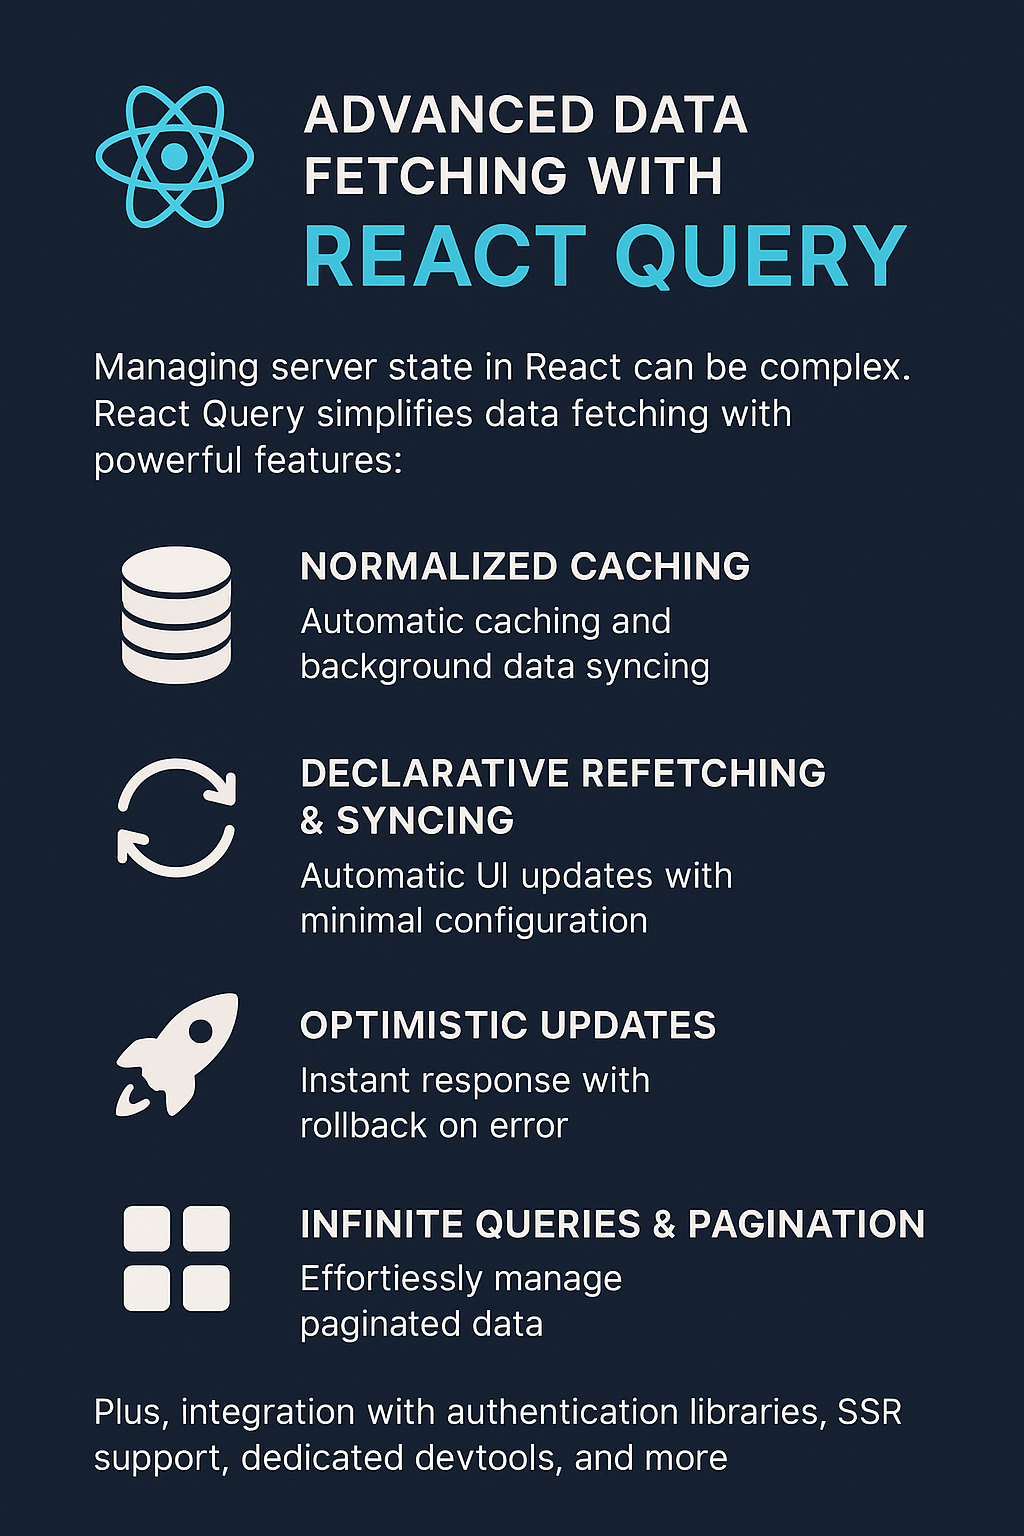 ADVANCED DATA
FETCHING WITH
REACT QUERY
Managing server state in React can be complex.
React Query simplifies data fetching with
powerful features:
NORMALIZED CACHING
Automatic caching and
background data syncing
DECLARATIVE REFETCHING
& SYNCING
Automatic UI updates with
minimal configuration
OPTIMISTIC UPDATES
Instant response with
rollback on error
INFINITE QUERIES & PAGINATION
Effortiessly manage
paginated data
Plus, integration with authentication libraries, SSR
support, dedicated devtools, and more